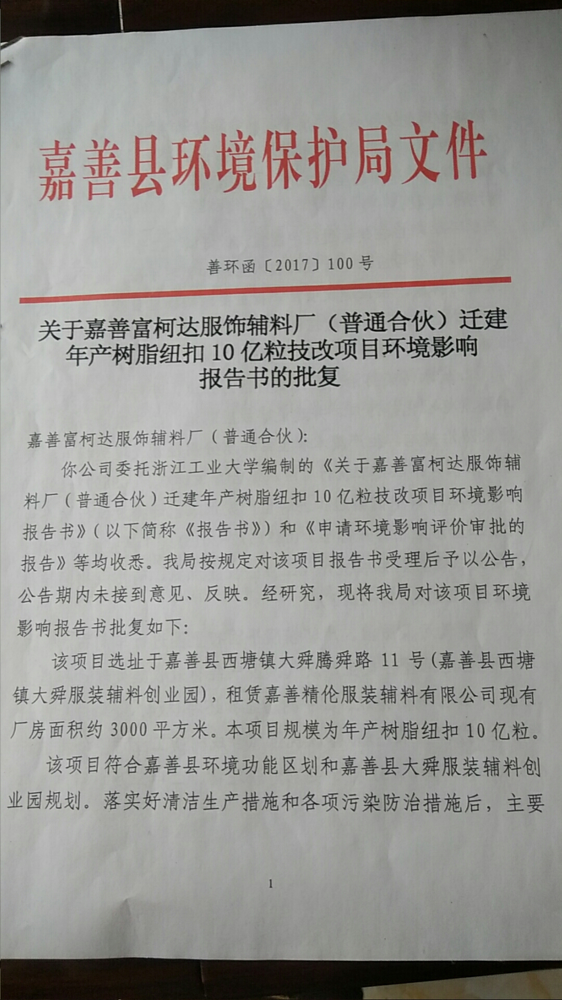 嘉善县环境保护局文件
善环函〔2017〕100号
关于嘉善富柯达服饰辅料厂（普通合伙）迁建
年产树脂纽扣10亿粒技改项目环境影响
报告书的批复
嘉善富柯达服饰辅料厂（普通合伙）：
你公司委托浙江工业大学编制的《关于嘉善富柯达服饰辅
料厂（普通合伙）迁建年产树脂纽扣10亿粒技改项目环境影响
报告书》（以下简称《报告书》）和《申请环境影响评价审批的
报告》等均收悉。我局按规定对该项目报告书受理后予以公告，
公告期内未接到意见、反映。经研究，现将我局对该项目环境
影响报告书批复如下：
该项目选址于嘉善县西塘镇大舜腾舜路11号(嘉善县西塘
镇大舜服装辅料创业园)，租赁嘉善精伦服装辅料有限公司现有
厂房面积约3000平方米。本项目规模为年产树脂纽扣10亿粒。
该项目符合嘉善县环境功能区划和嘉善县大舜服装辅料创
业园规划。落实好清洁生产措施和各项污染防治措施后，主要
1